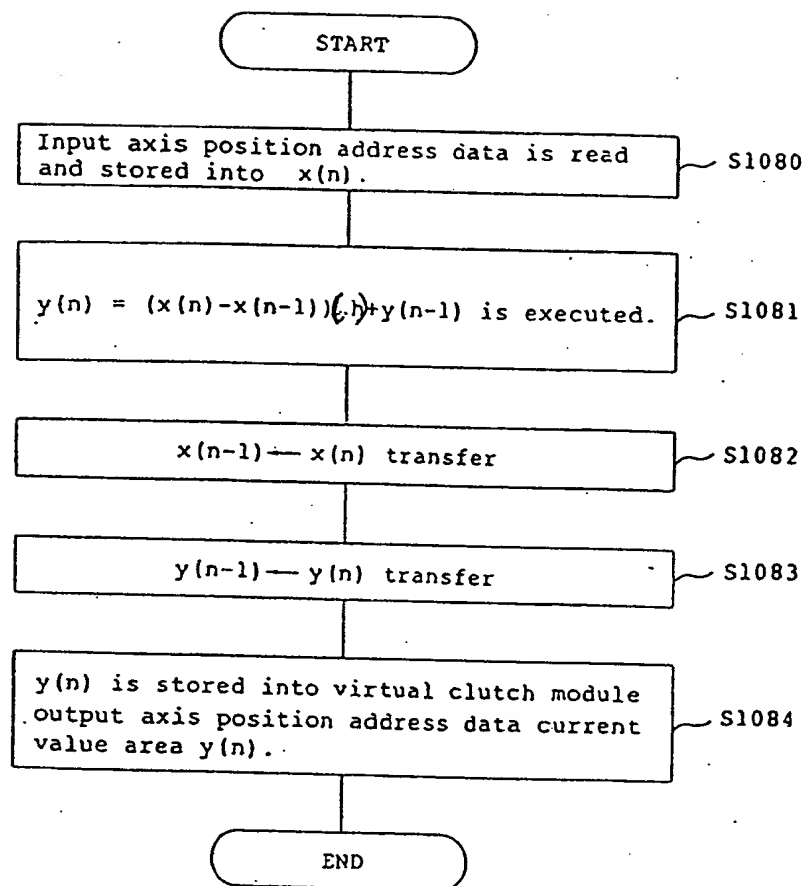 START
Input axis position address data is read
and stored into x(n).
S1080
y(n) = (x(n)-x(n-1))(.h)+y(n-1) is executed.
S1081
x(n-1)— x(n) transfer
S1082
y(n-1)— y(n) transfer
S1083
y(n) is stored into virtual clutch module
output axis position address data current
value area y(n).
S1084
END